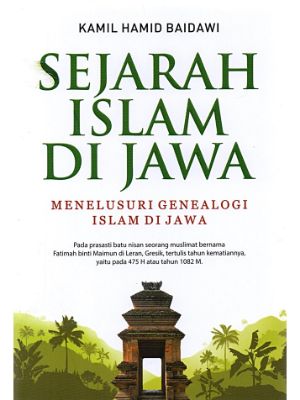 KAMIL HAMID BAIDAWI
SEJARAH
ISLAM
DI JAWA
MENELUSURI GENEALOGI
ISLAM DI JAWA
Pada prasasti batu nisan seorang muslimat bernama
Fatimah binti Maimun di Leran, Gresik, tertulis tahun kematiannya,
yaitu pada 475 H atau tahun 1082 M.